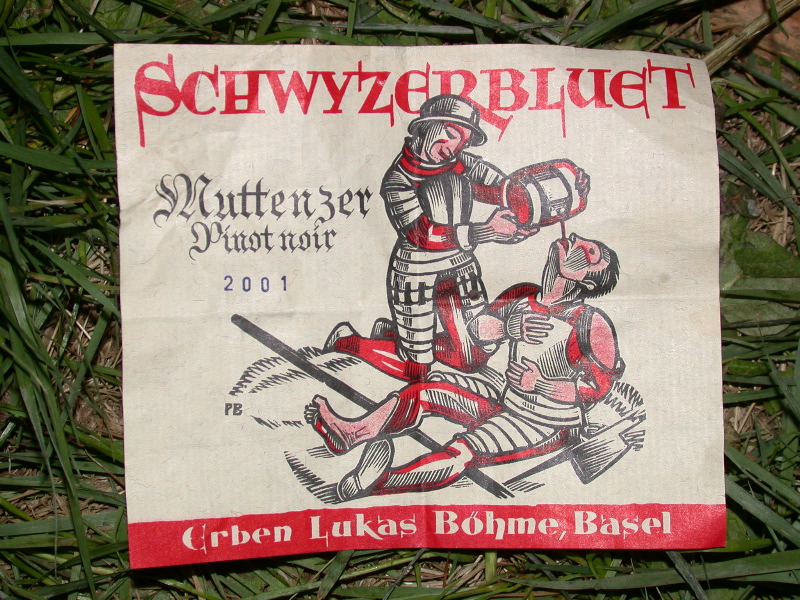 SCHWYZERBLUET
Muttenzer
Pinot noir
2001
PB
Erben Lukas Böhme, Basel